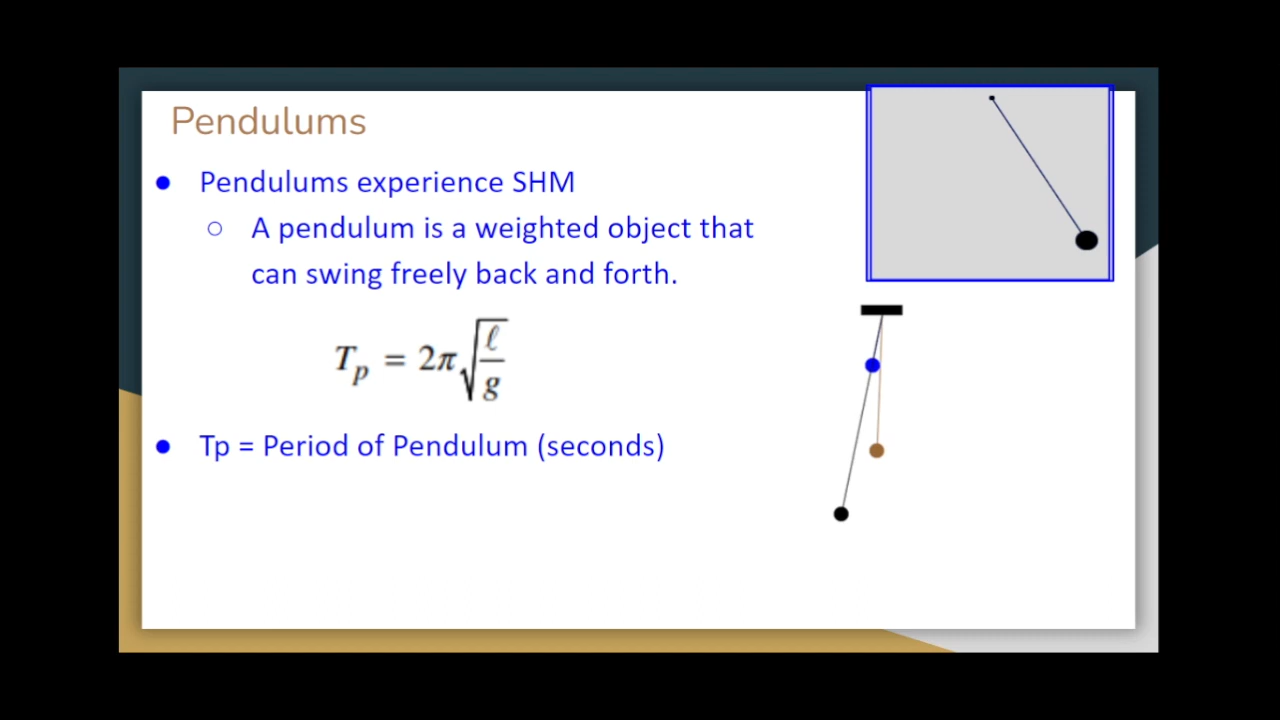 Pendulums
● Pendulums experience SHM
○ A pendulum is a weighted object that
can swing freely back and forth.
Tₚ = 2π√(ℓ/g)
● Tp = Period of Pendulum (seconds)